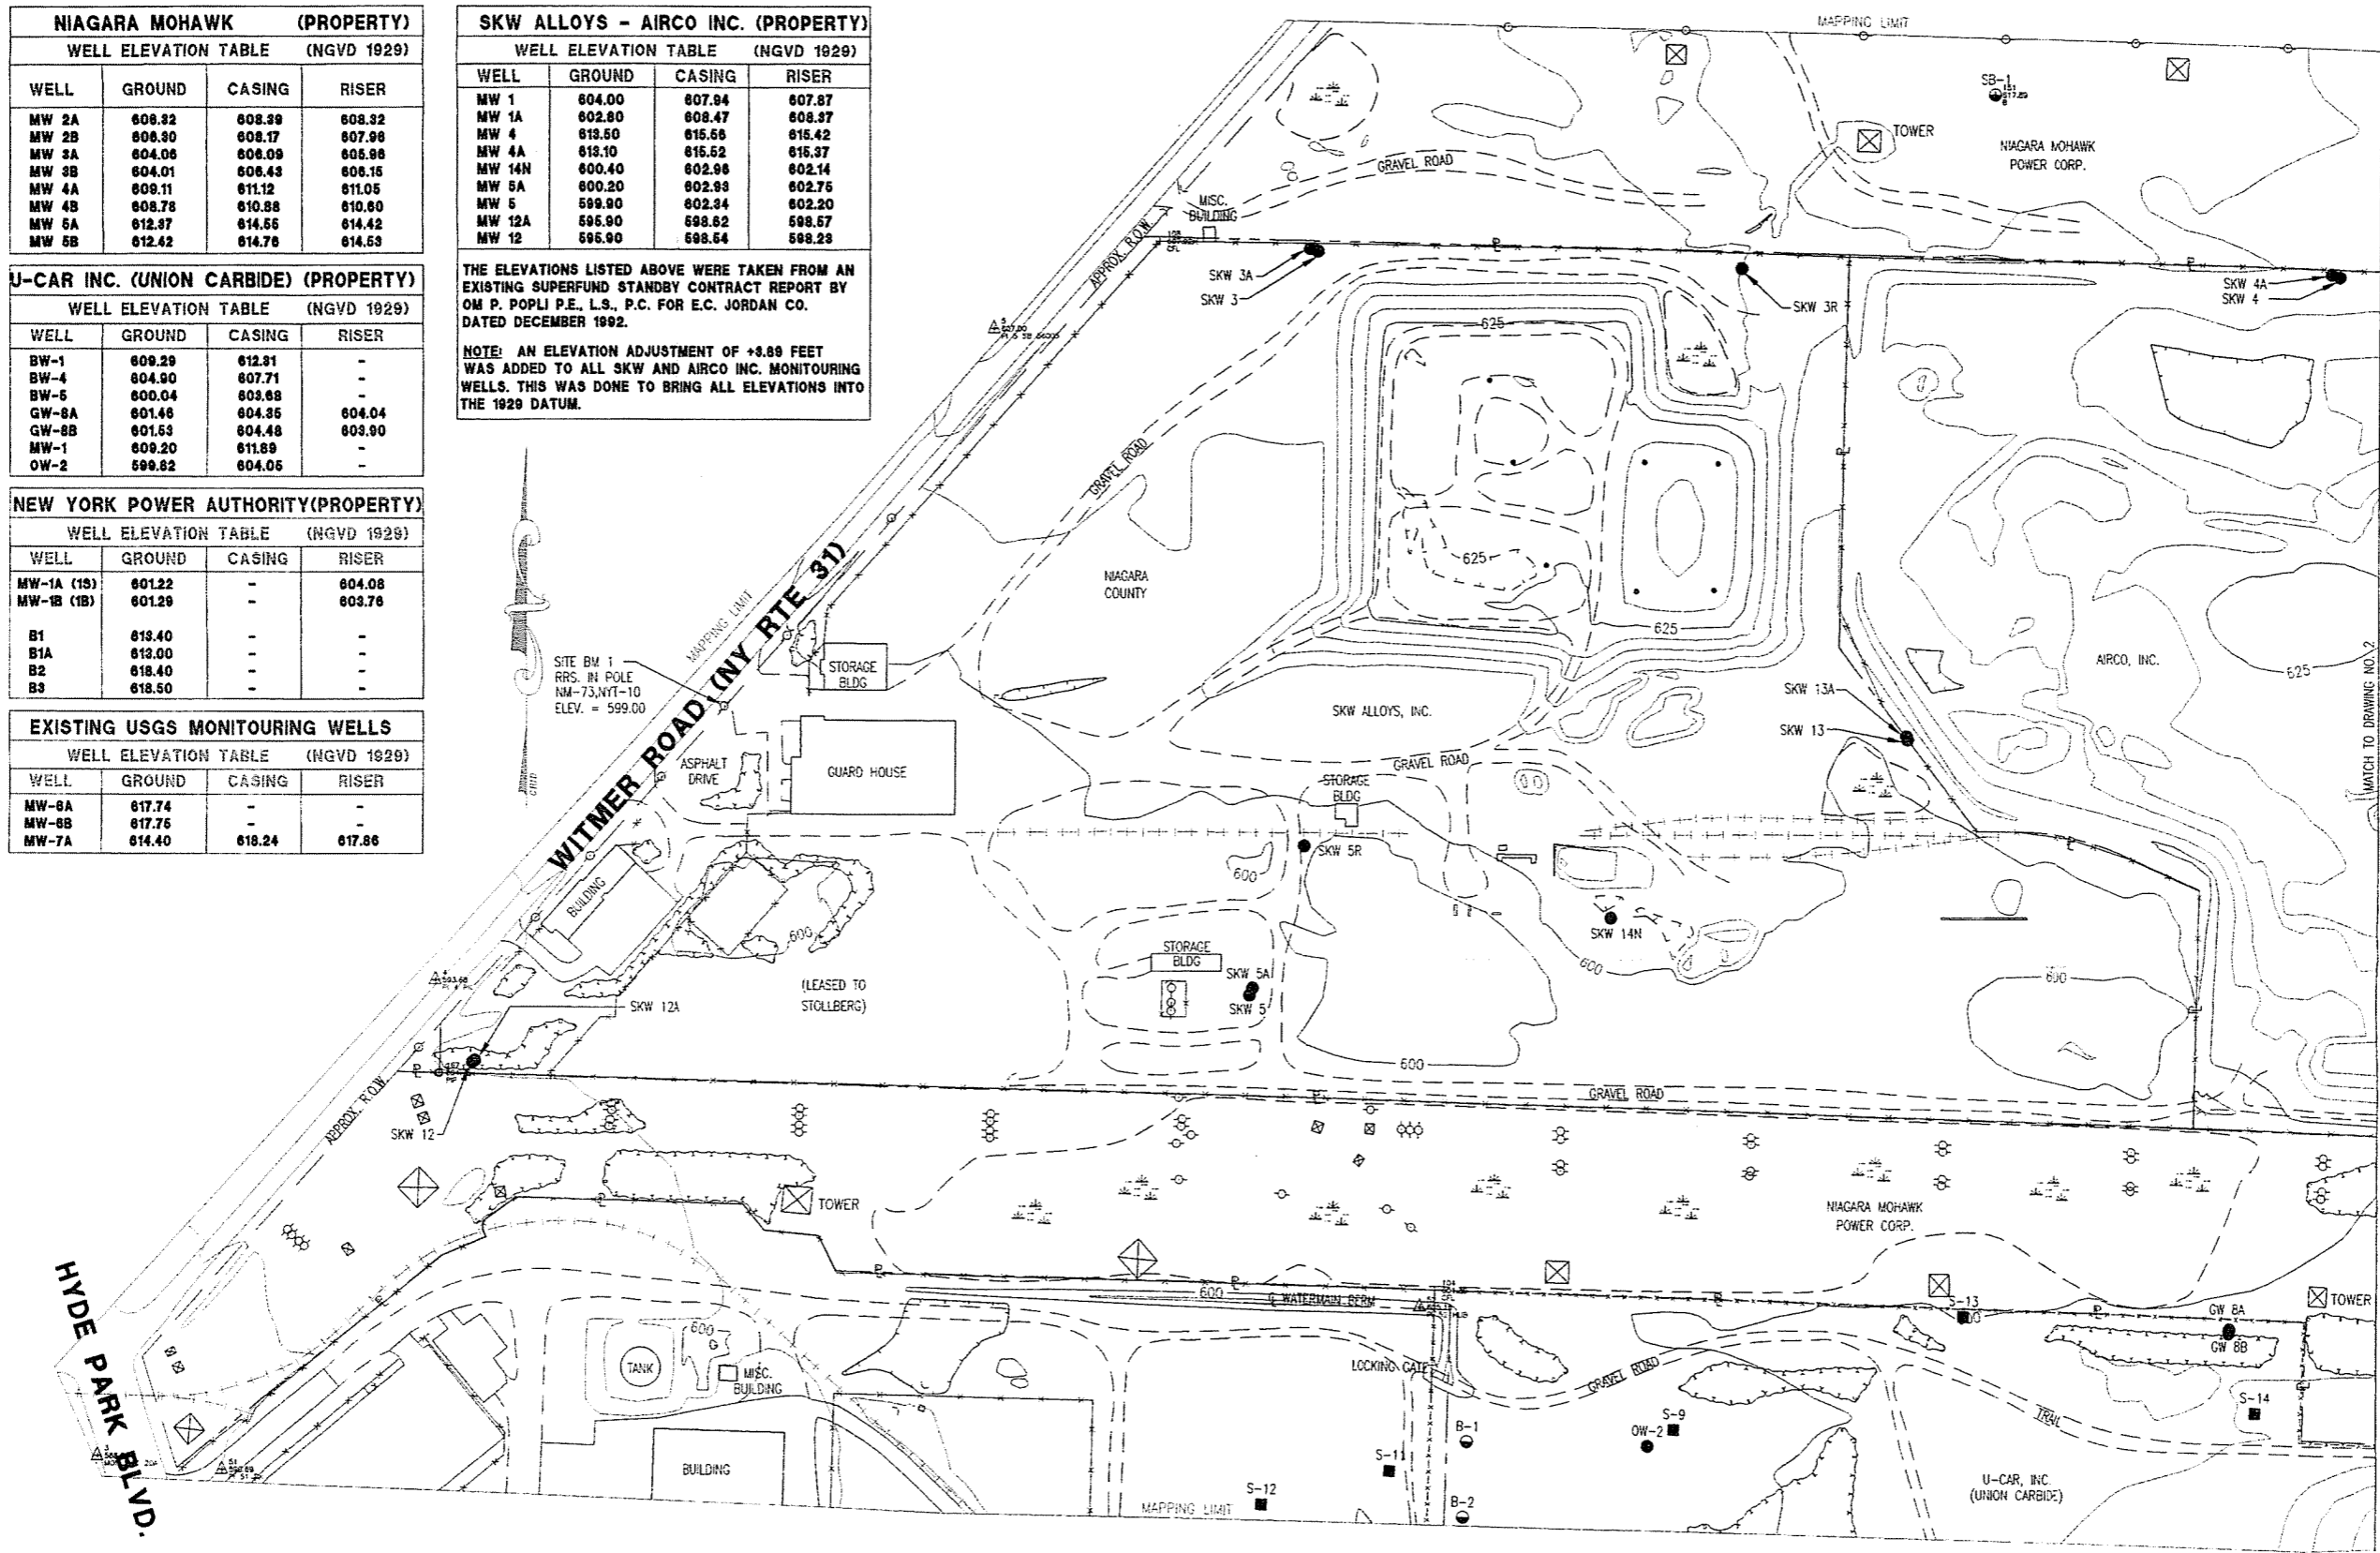 NIAGARA MOHAWK (PROPERTY)
WELL ELEVATION TABLE (NGVD 1929)
WELL GROUND CASING RISER
MW 2A 606.32 608.39 608.32
MW 2B 606.30 608.17 607.96
MW 3A 604.06 606.09 605.96
MW 3B 604.01 606.43 606.15
MW 4A 609.11 611.12 611.05
MW 4B 608.78 610.88 610.60
MW 5A 612.37 614.55 614.42
MW 5B 612.42 614.76 614.53
U-CAR INC. (UNION CARBIDE) (PROPERTY)
WELL ELEVATION TABLE (NGVD 1929)
WELL GROUND CASING RISER
BW-1 609.29 612.31 -
BW-4 604.90 607.71 -
BW-5 600.04 603.68 -
GW-8A 601.46 604.35 604.04
GW-8B 601.53 604.48 603.90
MW-1 609.20 611.89 -
OW-2 599.82 604.05 -
NEW YORK POWER AUTHORITY(PROPERTY)
WELL ELEVATION TABLE (NGVD 1929)
WELL GROUND CASING RISER
MW-1A (1S) 601.22 - 604.08
MW-1B (1B) 601.29 - 603.76
B1 613.40 - -
B1A 613.00 - -
B2 618.40 - -
B3 618.50 - -
EXISTING USGS MONITOURING WELLS
WELL ELEVATION TABLE (NGVD 1929)
WELL GROUND CASING RISER
MW-6A 617.74 - -
MW-6B 617.75 - -
MW-7A 614.40 618.24 617.86
SKW ALLOYS - AIRCO INC. (PROPERTY)
WELL ELEVATION TABLE (NGVD 1929)
WELL GROUND CASING RISER
MW 1 604.00 607.94 607.87
MW 1A 602.80 608.47 608.37
MW 4 613.50 615.56 615.42
MW 4A 613.10 615.52 615.37
MW 14N 600.40 602.96 602.14
MW 5A 600.20 602.93 602.75
MW 5 599.90 602.34 602.20
MW 12A 595.90 598.62 598.57
MW 12 595.90 598.54 598.23
THE ELEVATIONS LISTED ABOVE WERE TAKEN FROM AN
EXISTING SUPERFUND STANDBY CONTRACT REPORT BY
OM P. POPLI P.E., L.S., P.C. FOR E.C. JORDAN CO.
DATED DECEMBER 1992.
NOTE: AN ELEVATION ADJUSTMENT OF +3.89 FEET
WAS ADDED TO ALL SKW AND AIRCO INC. MONITOURING
WELLS. THIS WAS DONE TO BRING ALL ELEVATIONS INTO
THE 1929 DATUM.
MAPPING LIMIT
SB-1
TOWER
NIAGARA MOHAWK
POWER CORP.
GRAVEL ROAD
MISC.
BUILDING
APPROX R.O.W
SKW 3A
SKW 3
SKW 3R
SKW 4A
SKW 4
625
GRAVEL ROAD
625
625
NIAGARA
COUNTY
AIRCO, INC.
625
MATCH TO DRAWING NO. 2
MAPPING LIMIT
WITMER ROAD (NY RTE 31)
SITE BM 1
RRS. IN POLE
NM-73,NYT-10
ELEV. = 599.00
STORAGE
BLDG
SKW 13A
SKW 13
SKW ALLOYS, INC.
ASPHALT
DRIVE
GUARD HOUSE
GRAVEL ROAD
STORAGE
BLDG
SKW 5R
600
BUILDING
600
SKW 14N
600
STORAGE
BLDG
SKW 5A
SKW 5
(LEASED TO
STOLLBERG)
600
SKW 12A
600
GRAVEL ROAD
APPROX. R.O.W
SKW 12
TOWER
NIAGARA MOHAWK
POWER CORP.
HYDE PARK BLVD.
600
℄ WATERMAIN BERM
S-13
GW 8A
GW 8B
TOWER
600
TANK
MISC.
BUILDING
LOCKING GATE
GRAVEL ROAD
TRAIL
S-14
S-9
OW-2
B-1
S-11
BUILDING
S-12
B-2
MAPPING LIMIT
U-CAR, INC.
(UNION CARBIDE)